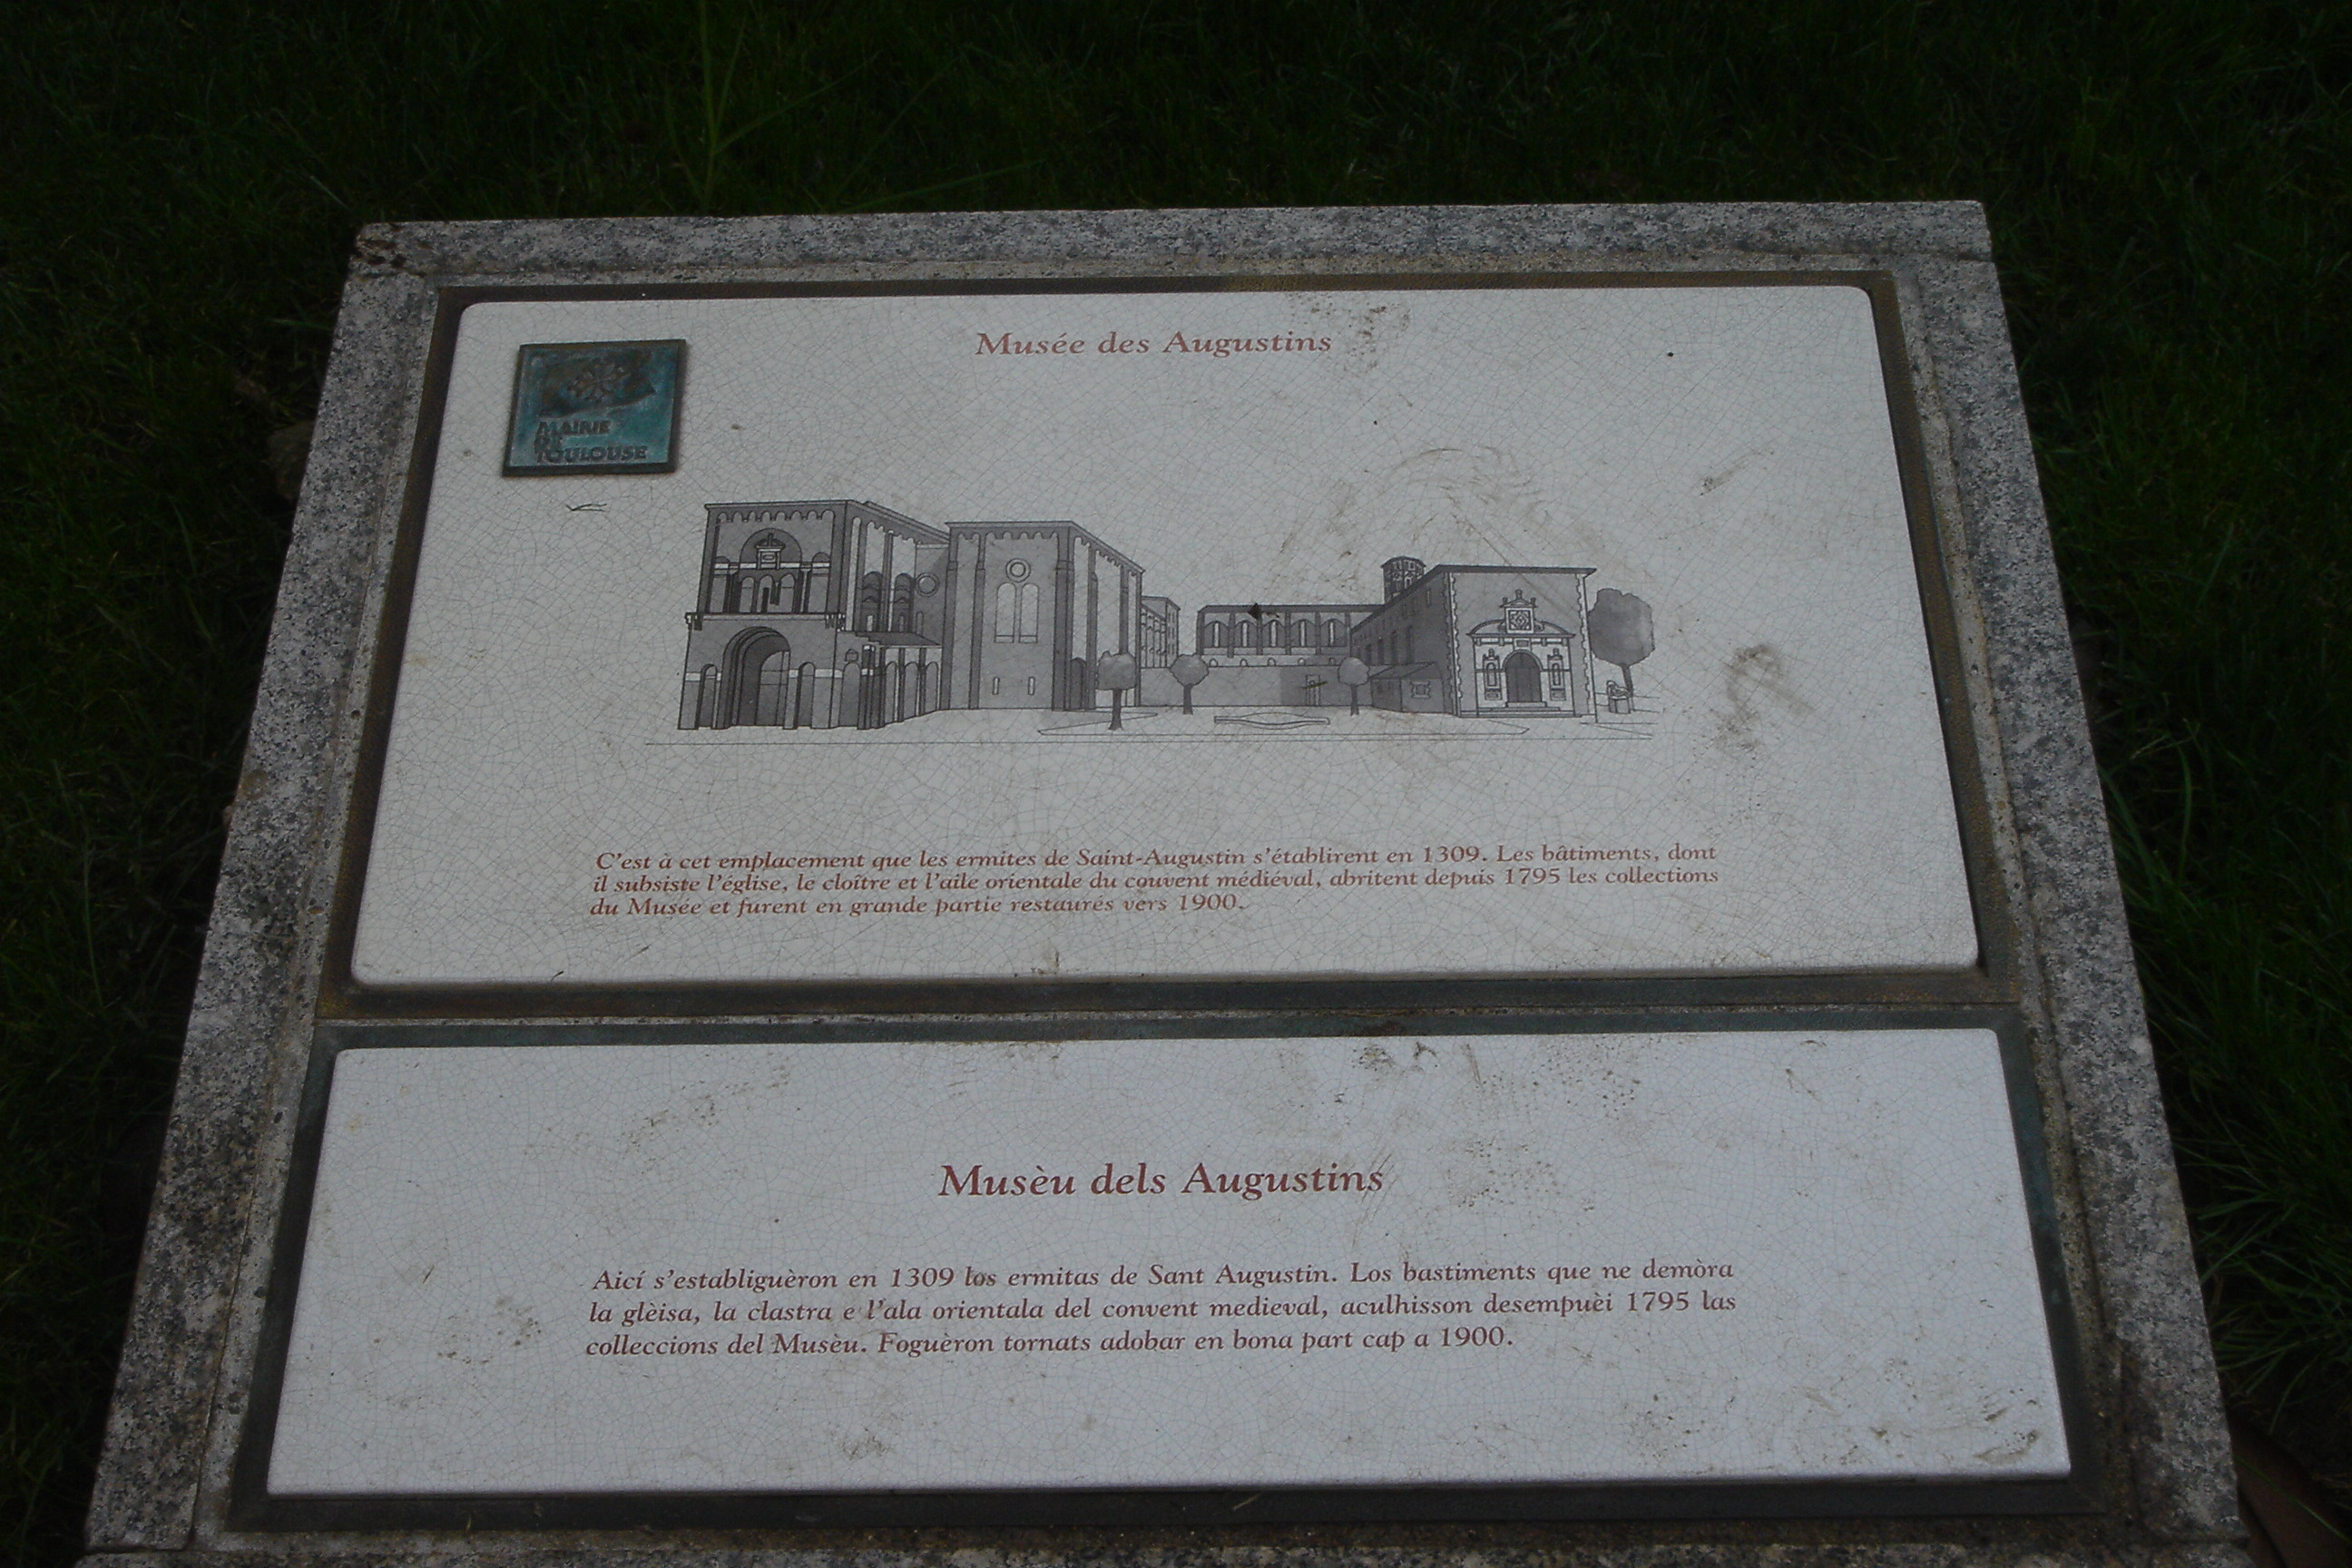 Musée des Augustins
MAIRIE
DE
TOULOUSE
C'est à cet emplacement que les ermites de Saint-Augustin s'établirent en 1309. Les bâtiments, dont
il subsiste l'église, le cloître et l'aile orientale du couvent médiéval, abritent depuis 1795 les collections
du Musée et furent en grande partie restaurés vers 1900.
Musèu dels Augustins
Aicí s'establiguèron en 1309 los ermitas de Sant Augustin. Los bastiments que ne demòra
la glèisa, la clastra e l'ala orientala del convent medieval, aculhisson desempuèi 1795 las
colleccions del Musèu. Foguèron tornats adobar en bona part cap a 1900.